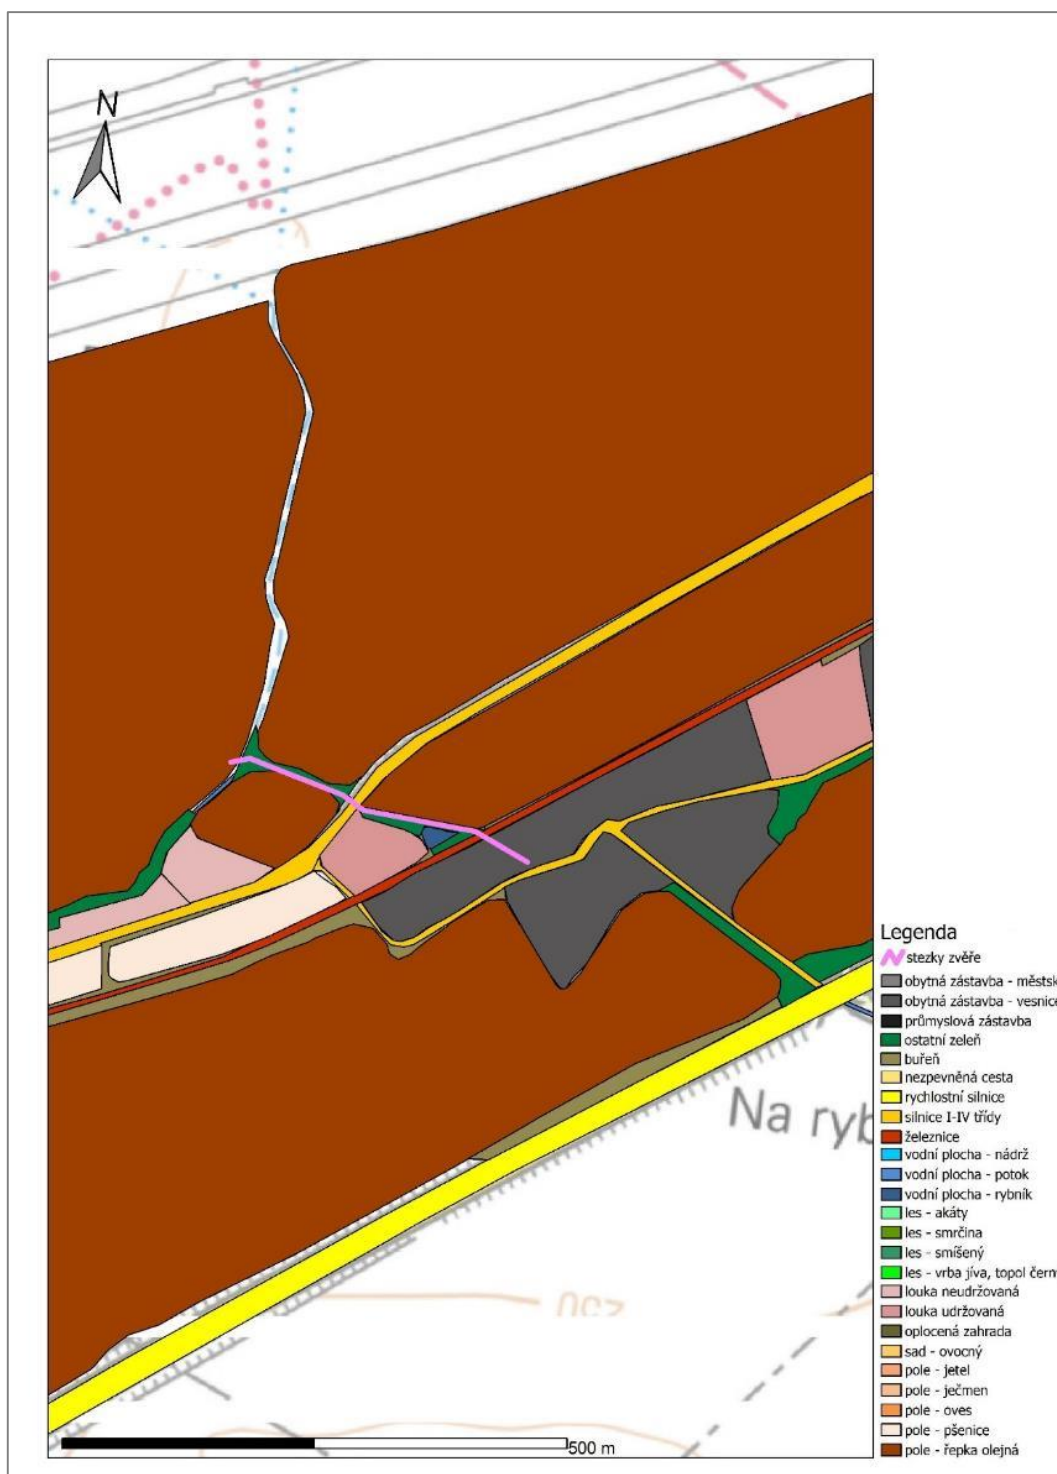 N
Na ryb
250
500 m
Legenda
stezky zvěře
obytná zástavba - městsk
obytná zástavba - vesnice
průmyslová zástavba
ostatní zeleň
buřeň
nezpevněná cesta
rychlostní silnice
silnice I-IV třídy
železnice
vodní plocha - nádrž
vodní plocha - potok
vodní plocha - rybník
les - akáty
les - smrčina
les - smíšený
les - vrba jíva, topol čern
louka neudržovaná
louka udržovaná
oplocená zahrada
sad - ovocný
pole - jetel
pole - ječmen
pole - oves
pole - pšenice
pole - řepka olejná